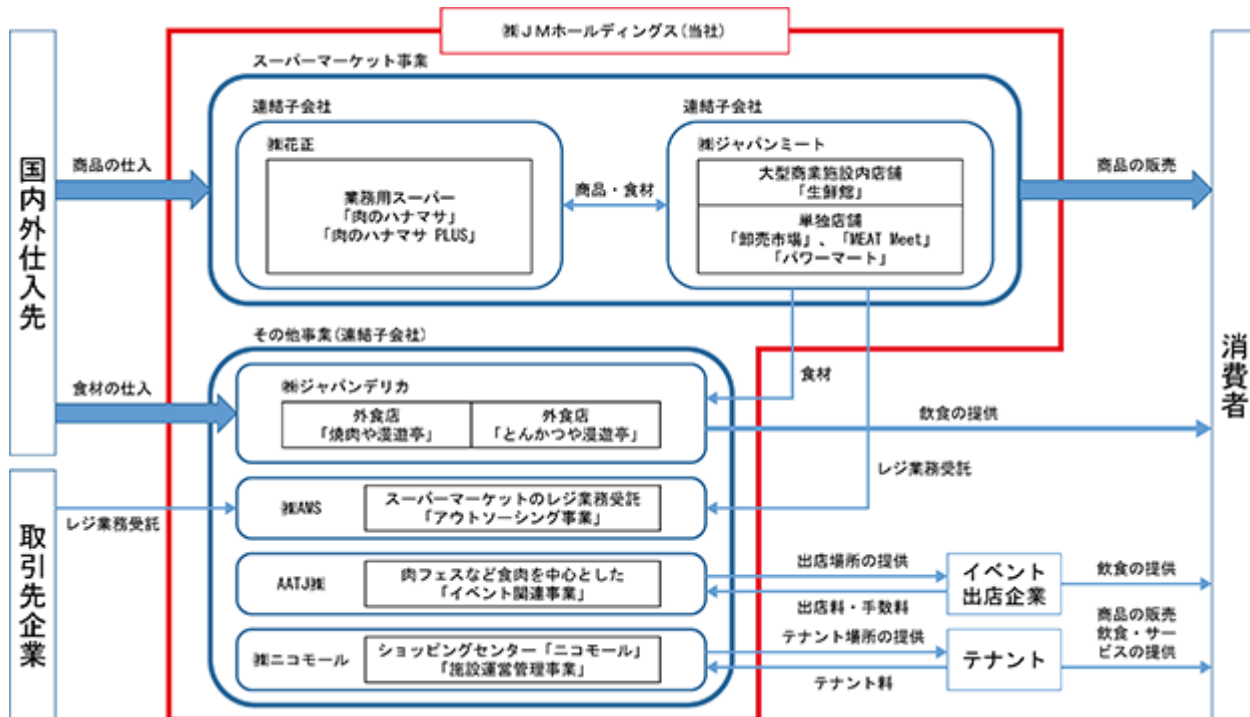 ㈱JMホールディングス(当社)
スーパーマーケット事業
連結子会社
㈱花正
業務用スーパー
「肉のハナマサ」
「肉のハナマサ PLUS」
商品・食材
連結子会社
㈱ジャパンミート
大型商業施設内店舗
「生鮮館」
単独店舗
「卸売市場」、「MEAT Meet」
「パワーマート」
国内外仕入先
商品の仕入
食材の仕入
商品の販売
消費者
その他事業(連結子会社)
㈱ジャパンデリカ
外食店
「焼肉や漫遊亭」
外食店
「とんかつや漫遊亭」
食材
飲食の提供
レジ業務受託
取引先企業
レジ業務受託
㈱AMS
スーパーマーケットのレジ業務受託
「アウトソーシング事業」
AATJ㈱
肉フェスなど食肉を中心とした
「イベント関連事業」
出店場所の提供
出店料・手数料
イベント
出店企業
飲食の提供
㈱ニコモール
ショッピングセンター「ニコモール」
「施設運営管理事業」
テナント場所の提供
テナント料
テナント
商品の販売
飲食・サー
ビスの提供